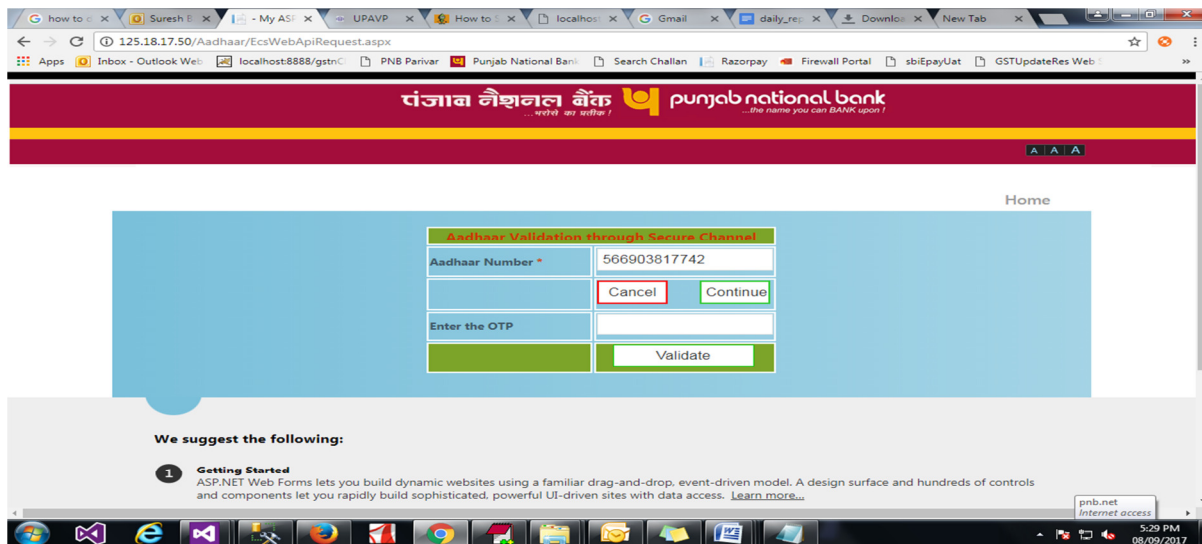 how to c
Suresh B
- My ASP
UPAVP
How to S
localhos
Gmail
daily_rep
Downloa
New Tab
125.18.17.50/Aadhaar/EcsWebApiRequest.aspx
Apps
Inbox - Outlook Web
localhost:8888/gstnC
PNB Parivar
Punjab National Bank
Search Challan
Razorpay
Firewall Portal
sbiEpayUat
GSTUpdateRes Web S
पंजाब नैशनल बैंक
...भरोसे का प्रतीक !
punjab national bank
...the name you can BANK upon !
A A A
Home
Aadhaar Validation through Secure Channel
Aadhaar Number *
566903817742
Cancel
Continue
Enter the OTP
Validate
We suggest the following:
1
Getting Started
ASP.NET Web Forms lets you build dynamic websites using a familiar drag-and-drop, event-driven model. A design surface and hundreds of controls
and components let you rapidly build sophisticated, powerful UI-driven sites with data access. Learn more...
pnb.net
Internet access
5:29 PM
08/09/2017